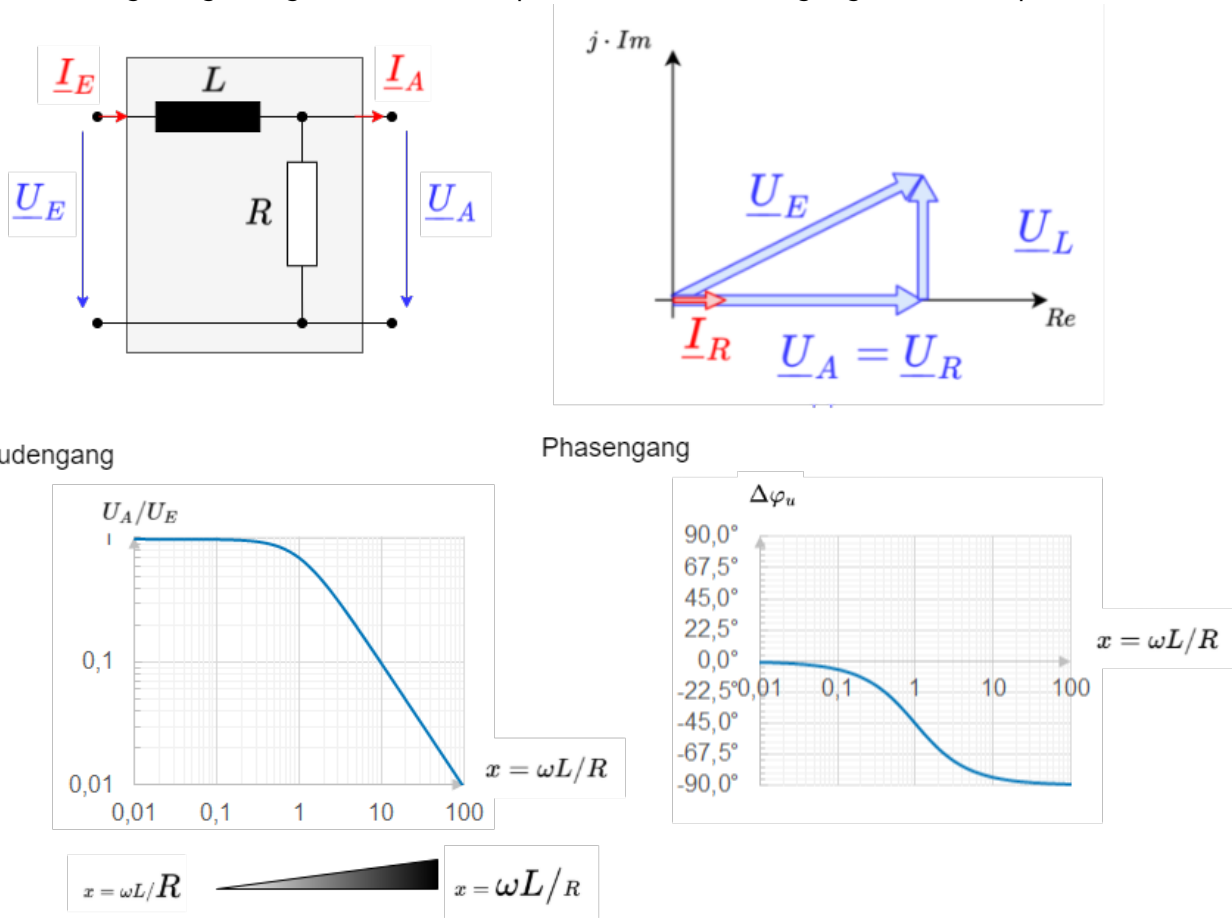 j · Im
I_E
L
I_A
U_E
R
U_A
U_E
U_L
Re
I_R
U_A = U_R
udengang
Phasengang
U_A/U_E
1
0,1
0,01
0,01 0,1 1 10 100
x = ωL/R
Δφ_u
90,0°
67,5°
45,0°
22,5°
0,0°
-22,5°
-45,0°
-67,5°
-90,0°
0,01 0,1 1 10 100
x = ωL/R
x = ωL/R
x = ωL/R